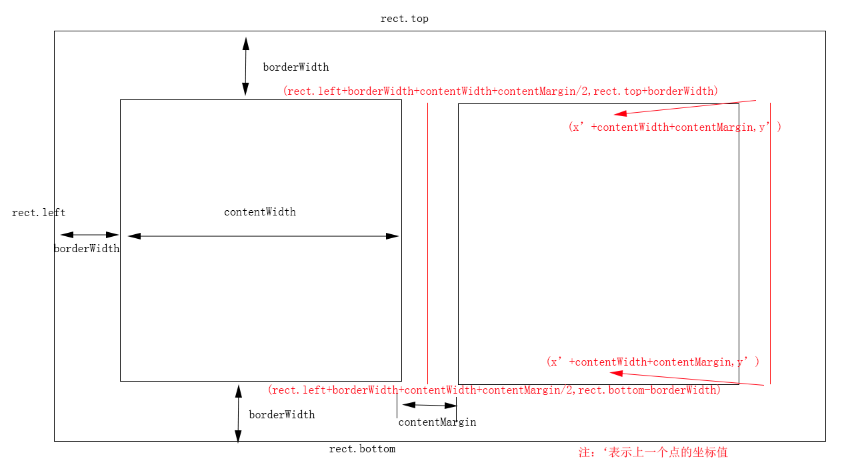 rect.top
borderWidth
(rect.left+borderWidth+contentWidth+contentMargin/2,rect.top+borderWidth)
(x’+contentWidth+contentMargin,y’)
rect.left
contentWidth
borderWidth
(x’+contentWidth+contentMargin,y’)
(rect.left+borderWidth+contentWidth+contentMargin/2,rect.bottom-borderWidth)
borderWidth
contentMargin
rect.bottom
注：‘表示上一个点的坐标值